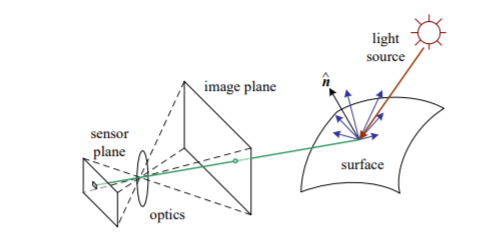 light
source
n̂
image plane
sensor
plane
surface
optics